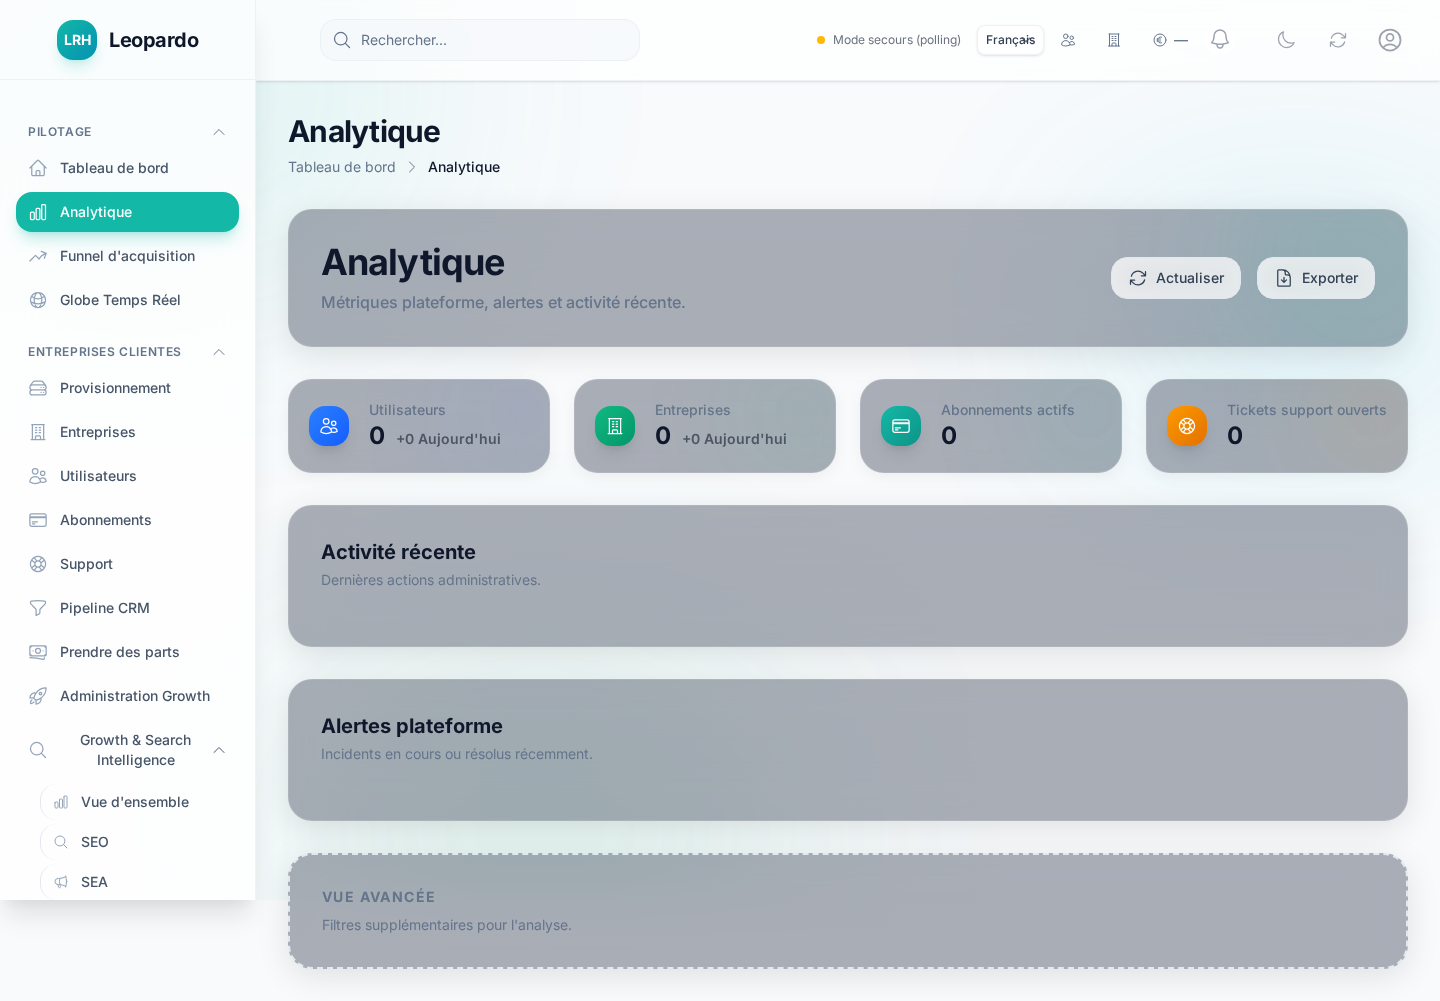 LRH Leopardo
Rechercher...
Mode secours (polling)
Français
€ —
PILOTAGE
Tableau de bord
Analytique
Funnel d'acquisition
Globe Temps Réel
ENTREPRISES CLIENTES
Provisionnement
Entreprises
Utilisateurs
Abonnements
Support
Pipeline CRM
Prendre des parts
Administration Growth
Growth & Search
Intelligence
Vue d'ensemble
SEO
SEA
Analytique
Tableau de bord Analytique
Analytique
Métriques plateforme, alertes et activité récente.
Actualiser
Exporter
Utilisateurs
0 +0 Aujourd'hui
Entreprises
0 +0 Aujourd'hui
Abonnements actifs
0
Tickets support ouverts
0
Activité récente
Dernières actions administratives.
Alertes plateforme
Incidents en cours ou résolus récemment.
VUE AVANCÉE
Filtres supplémentaires pour l'analyse.